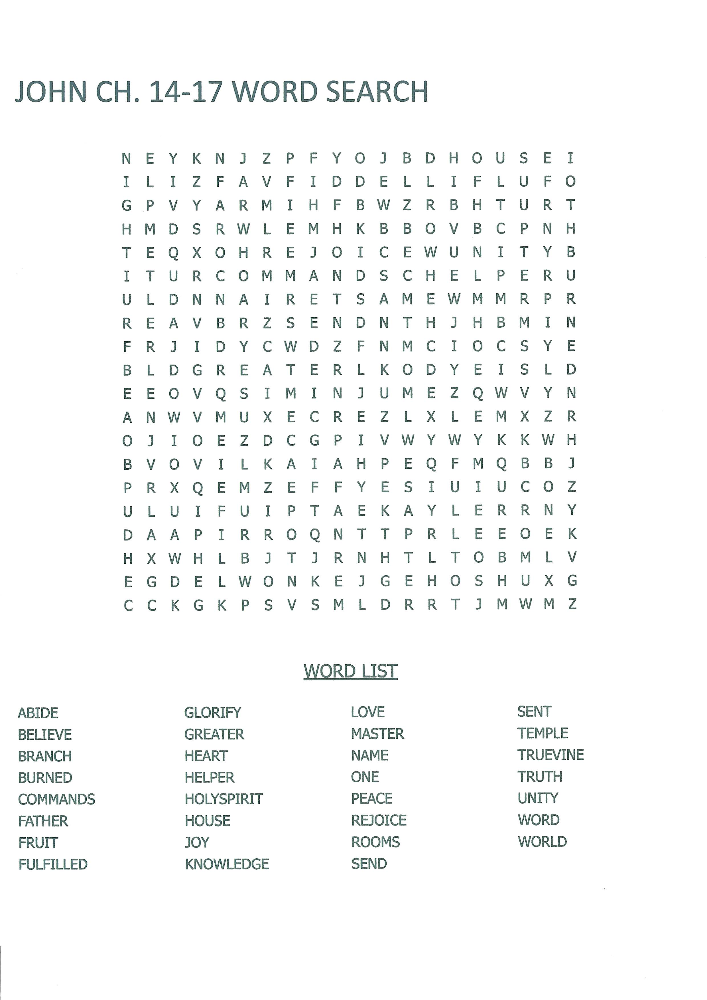 JOHN CH. 14-17 WORD SEARCH
N E Y K N J Z P F Y O J B D H O U S E I
I L I Z F A V F I D D E L L I F L U F O
G P V Y A R M I H F B W Z R B H T U R T
H M D S R W L E M H K B B O V B C P N H
T E Q X O H R E J O I C E W U N I T Y B
I T U R C O M M A N D S C H E L P E R U
U L D N N A I R E T S A M E W M M R P R
R E A V B R Z S E N D N T H J H B M I N
F R J I D Y C W D Z F N M C I O C S Y E
B L D G R E A T E R L K O D Y E I S L D
E E O V Q S I M I N J U M E Z Q W V Y N
A N W V M U X E C R E Z L X L E M X Z R
O J I O E Z D C G P I V W Y W Y K K W H
B V O V I L K A I A H P E Q F M Q B B J
P R X Q E M Z E F F Y E S I U I U C O Z
U L U I F U I P T A E K A Y L E R R N Y
D A A P I R R O Q N T T P R L E E O E K
H X W H L B J T J R N H T L T O B M L V
E G D E L W O N K E J G E H O S H U X G
C C K G K P S V S M L D R R T J M W M Z
WORD LIST
ABIDE GLORIFY LOVE SENT
BELIEVE GREATER MASTER TEMPLE
BRANCH HEART NAME TRUEVINE
BURNED HELPER ONE TRUTH
COMMANDS HOLYSPIRIT PEACE UNITY
FATHER HOUSE REJOICE WORD
FRUIT JOY ROOMS WORLD
FULFILLED KNOWLEDGE SEND